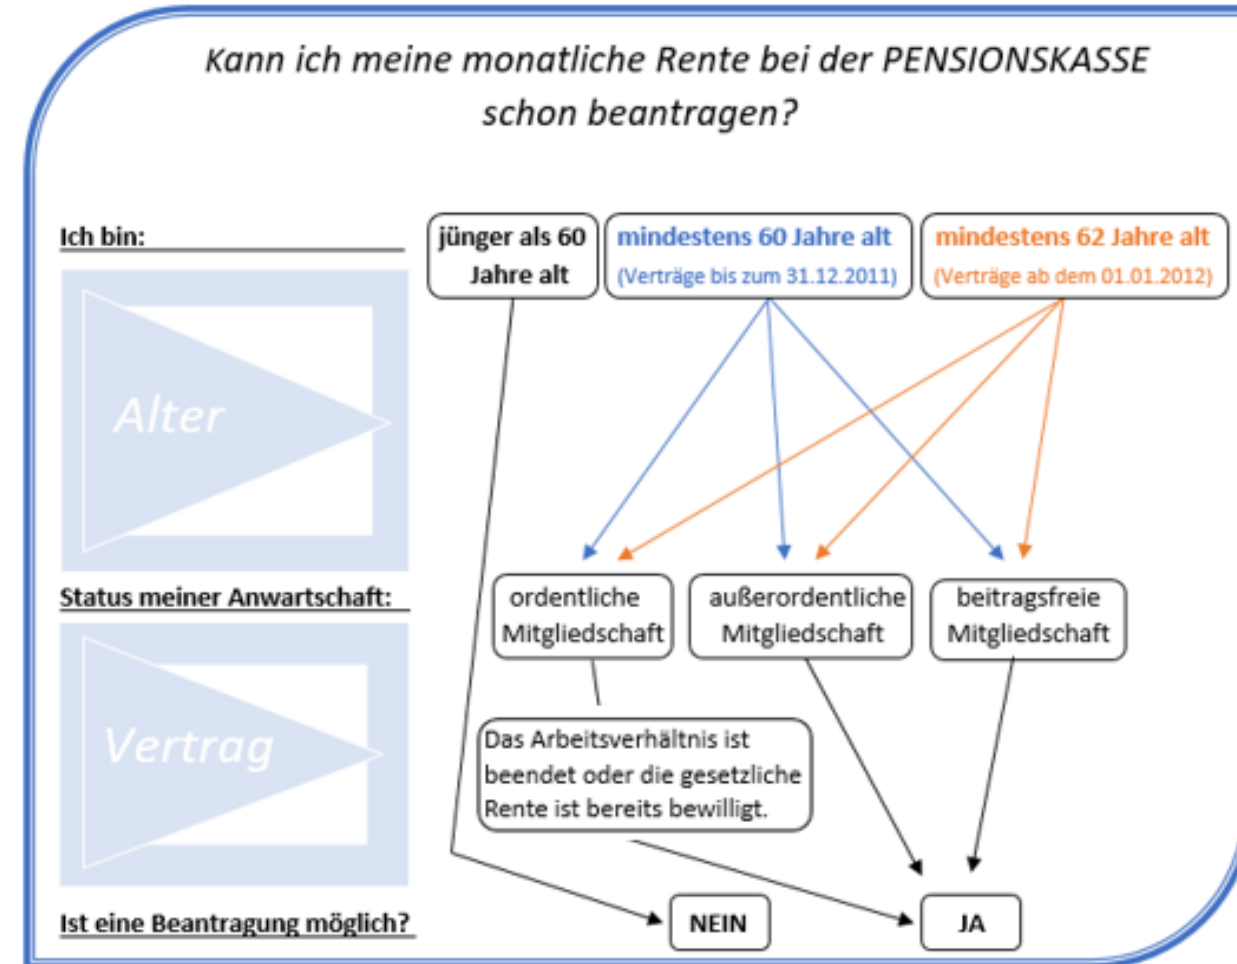 Kann ich meine monatliche Rente bei der PENSIONSKASSE
schon beantragen?
Ich bin:
jünger als 60
Jahre alt
mindestens 60 Jahre alt
(Verträge bis zum 31.12.2011)
mindestens 62 Jahre alt
(Verträge ab dem 01.01.2012)
Alter
Status meiner Anwartschaft:
ordentliche
Mitgliedschaft
außerordentliche
Mitgliedschaft
beitragsfreie
Mitgliedschaft
Vertrag
Das Arbeitsverhältnis ist
beendet oder die gesetzliche
Rente ist bereits bewilligt.
Ist eine Beantragung möglich?
NEIN
JA